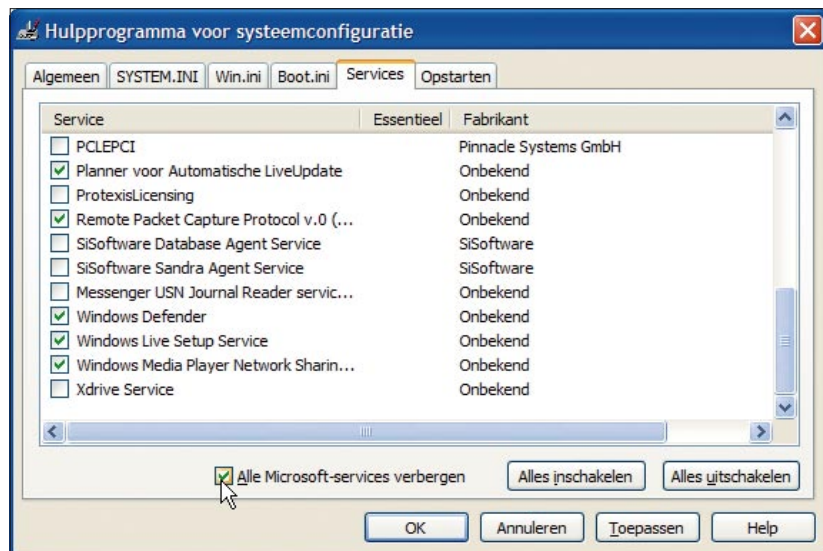 Hulpprogramma voor systeemconfiguratie
Algemeen SYSTEM.INI Win.ini Boot.ini Services Opstarten
Service Essentieel Fabrikant
PCLEPCI Pinnacle Systems GmbH
Planner voor Automatische LiveUpdate Onbekend
ProtexisLicensing Onbekend
Remote Packet Capture Protocol v.0 (... Onbekend
SiSoftware Database Agent Service SiSoftware
SiSoftware Sandra Agent Service SiSoftware
Messenger USN Journal Reader servic... Onbekend
Windows Defender Onbekend
Windows Live Setup Service Onbekend
Windows Media Player Network Sharin... Onbekend
Xdrive Service Onbekend
Alle Microsoft-services verbergen Alles inschakelen Alles uitschakelen
OK Annuleren Toepassen Help